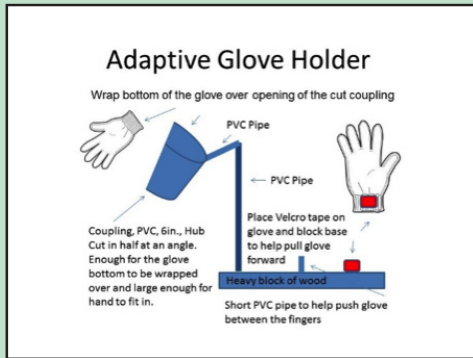 Adaptive Glove Holder
Wrap bottom of the glove over opening of the cut coupling
PVC Pipe
PVC Pipe
Coupling, PVC, 6in., Hub
Cut in half at an angle.
Enough for the glove
bottom to be wrapped
over and large enough for
hand to fit in.
Place Velcro tape on
glove and block base
to help pull glove
forward
Heavy block of wood
Short PVC pipe to help push glove
between the fingers